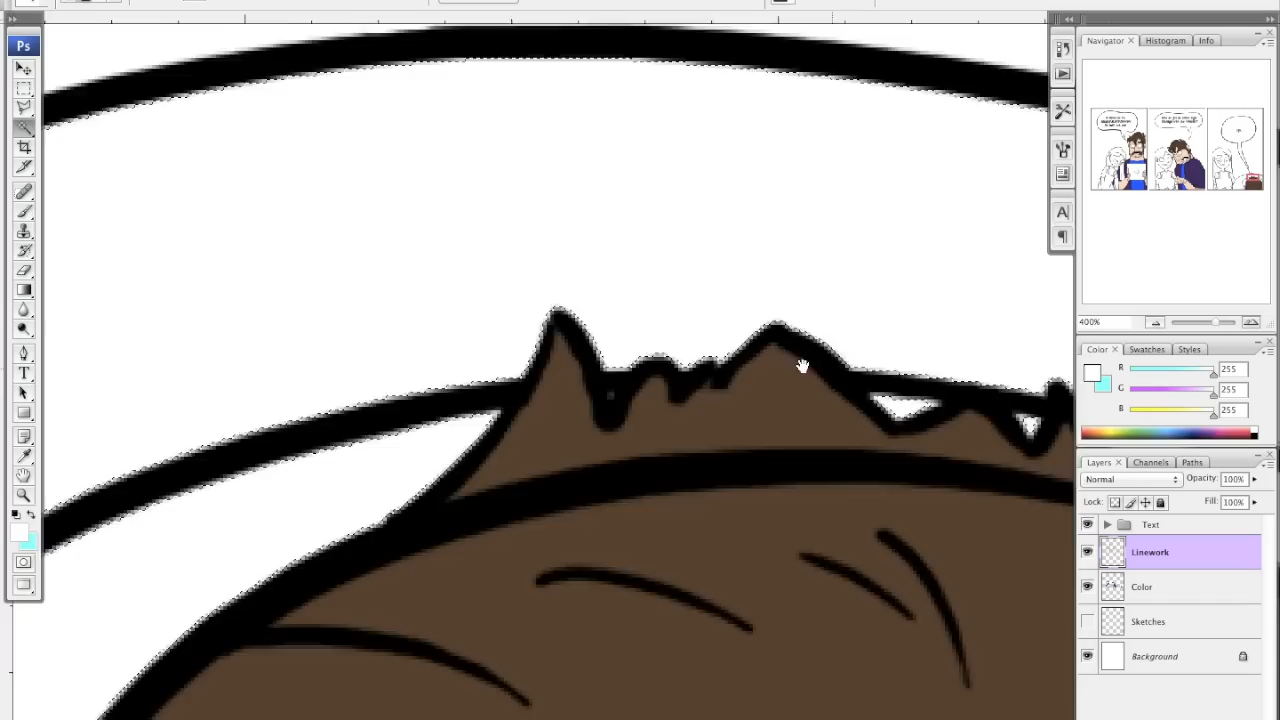 Ps
Navigator × Histogram Info
400%
Color × Swatches Styles
R 255
G 255
B 255
Layers × Channels Paths
Normal Opacity: 100%
Lock: Fill: 100%
Text
Linework
Color
Sketches
Background
T
A
¶